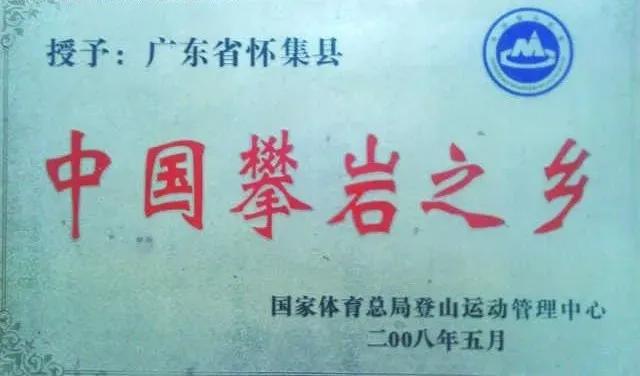 授予：广东省怀集县
中国攀岩之乡
国家体育总局登山运动管理中心
二00八年五月